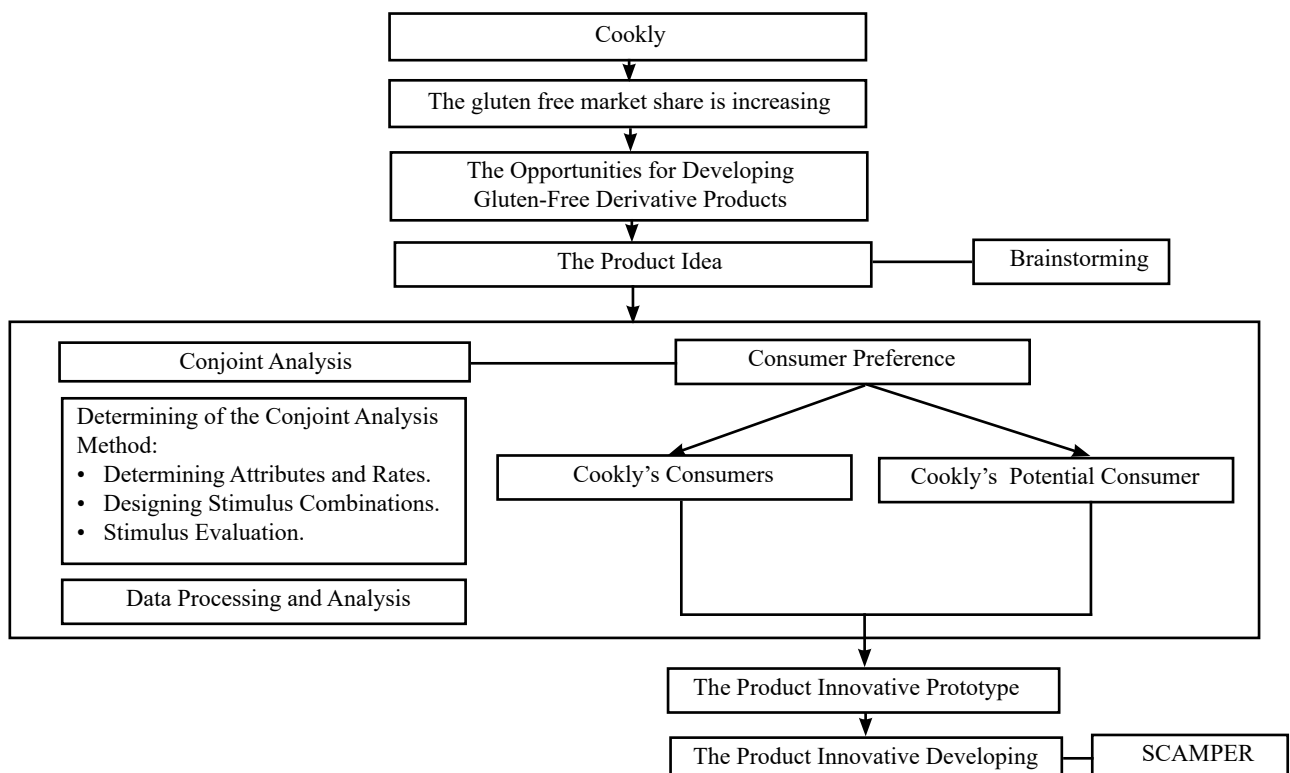 Cookly
The gluten free market share is increasing
The Opportunities for Developing
Gluten-Free Derivative Products
The Product Idea
Brainstorming
Conjoint Analysis
Consumer Preference
Determining of the Conjoint Analysis
Method:
• Determining Attributes and Rates.
• Designing Stimulus Combinations.
• Stimulus Evaluation.
Cookly’s Consumers
Cookly’s Potential Consumer
Data Processing and Analysis
The Product Innovative Prototype
The Product Innovative Developing
SCAMPER